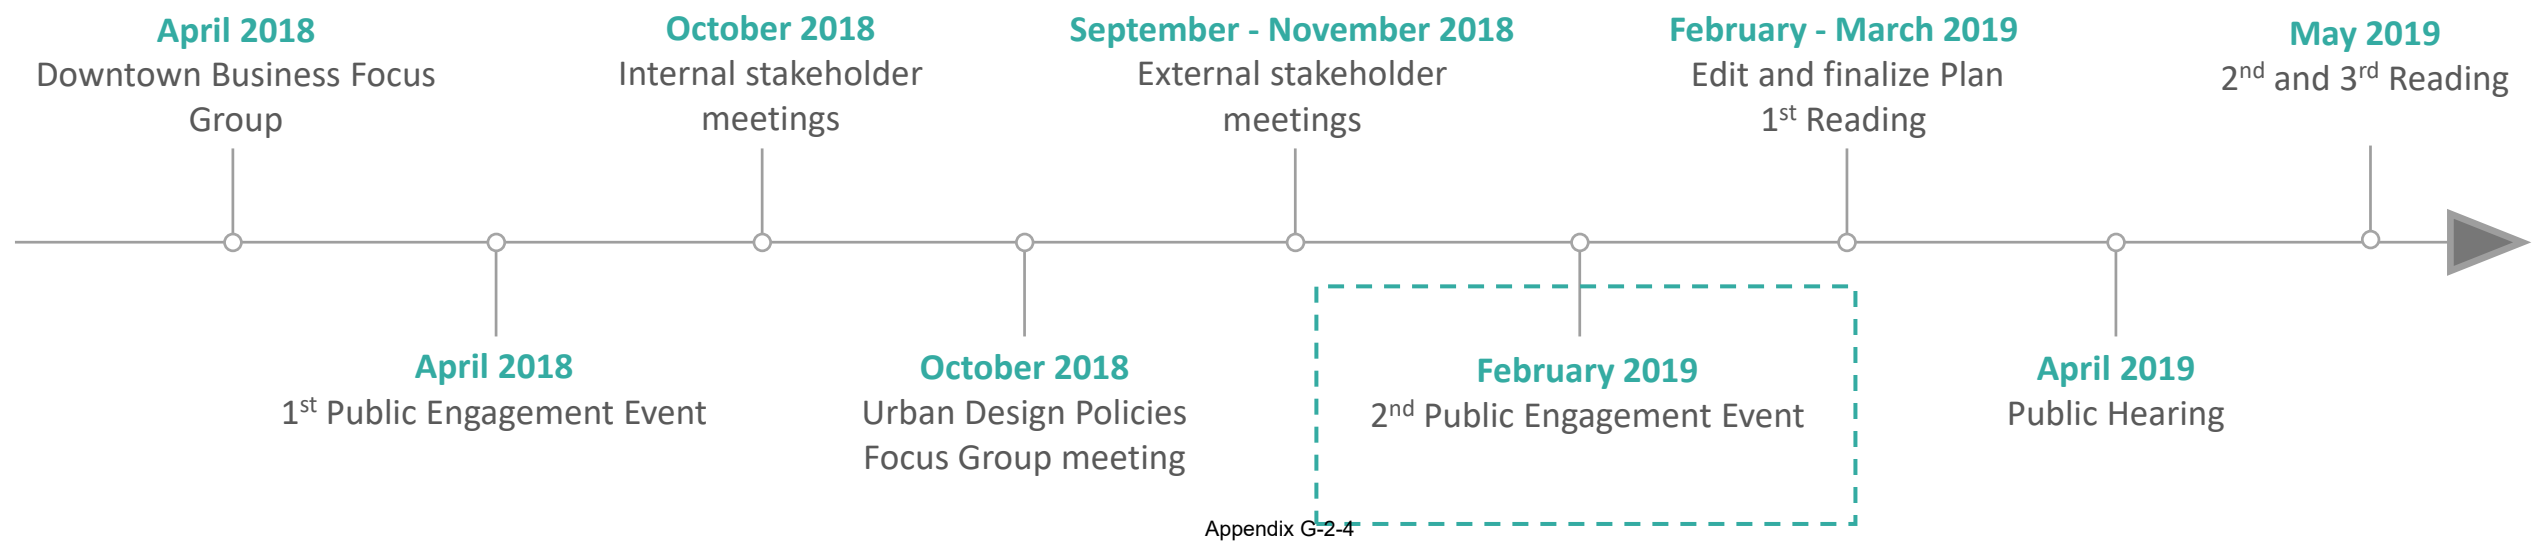 April 2018
Downtown Business Focus
Group
October 2018
Internal stakeholder
meetings
September - November 2018
External stakeholder
meetings
February - March 2019
Edit and finalize Plan
1st Reading
May 2019
2nd and 3rd Reading
April 2018
1st Public Engagement Event
October 2018
Urban Design Policies
Focus Group meeting
February 2019
2nd Public Engagement Event
April 2019
Public Hearing
Appendix G-2-4